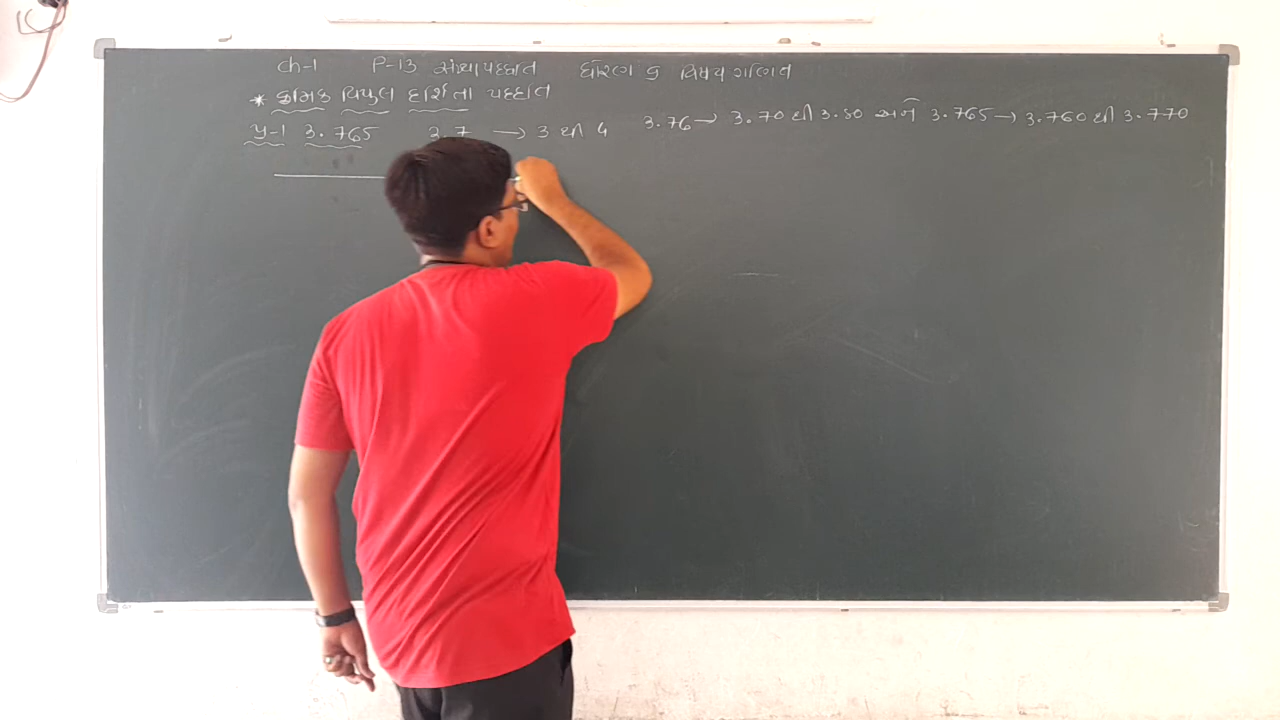 Ch-1 P-13 સંખ્યાપદ્ધતિ ધોરણ ૯ વિષય ગણિત
* ક્રમિક વિપુલ દર્શિતા પદ્ધતિ
પ્ર-1 3.765 3.7 → 3 થી 4 3.76 → 3.70 થી 3.80 અને 3.765 → 3.760 થી 3.770